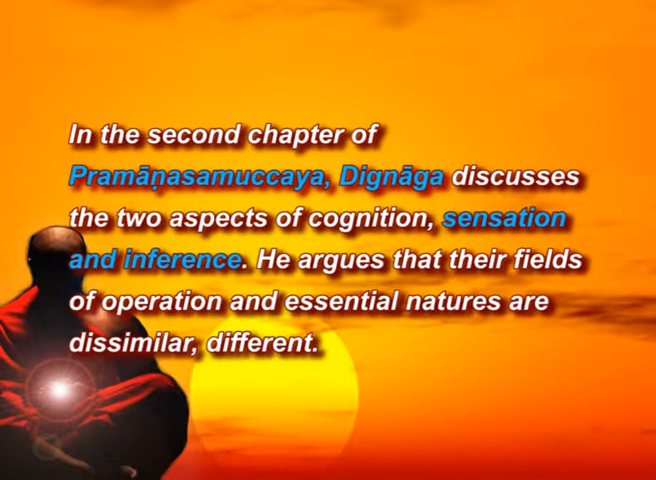 In the second chapter of
Pramāṇasamuccaya, Dignāga discusses
the two aspects of cognition, sensation
and inference. He argues that their fields
of operation and essential natures are
dissimilar, different.